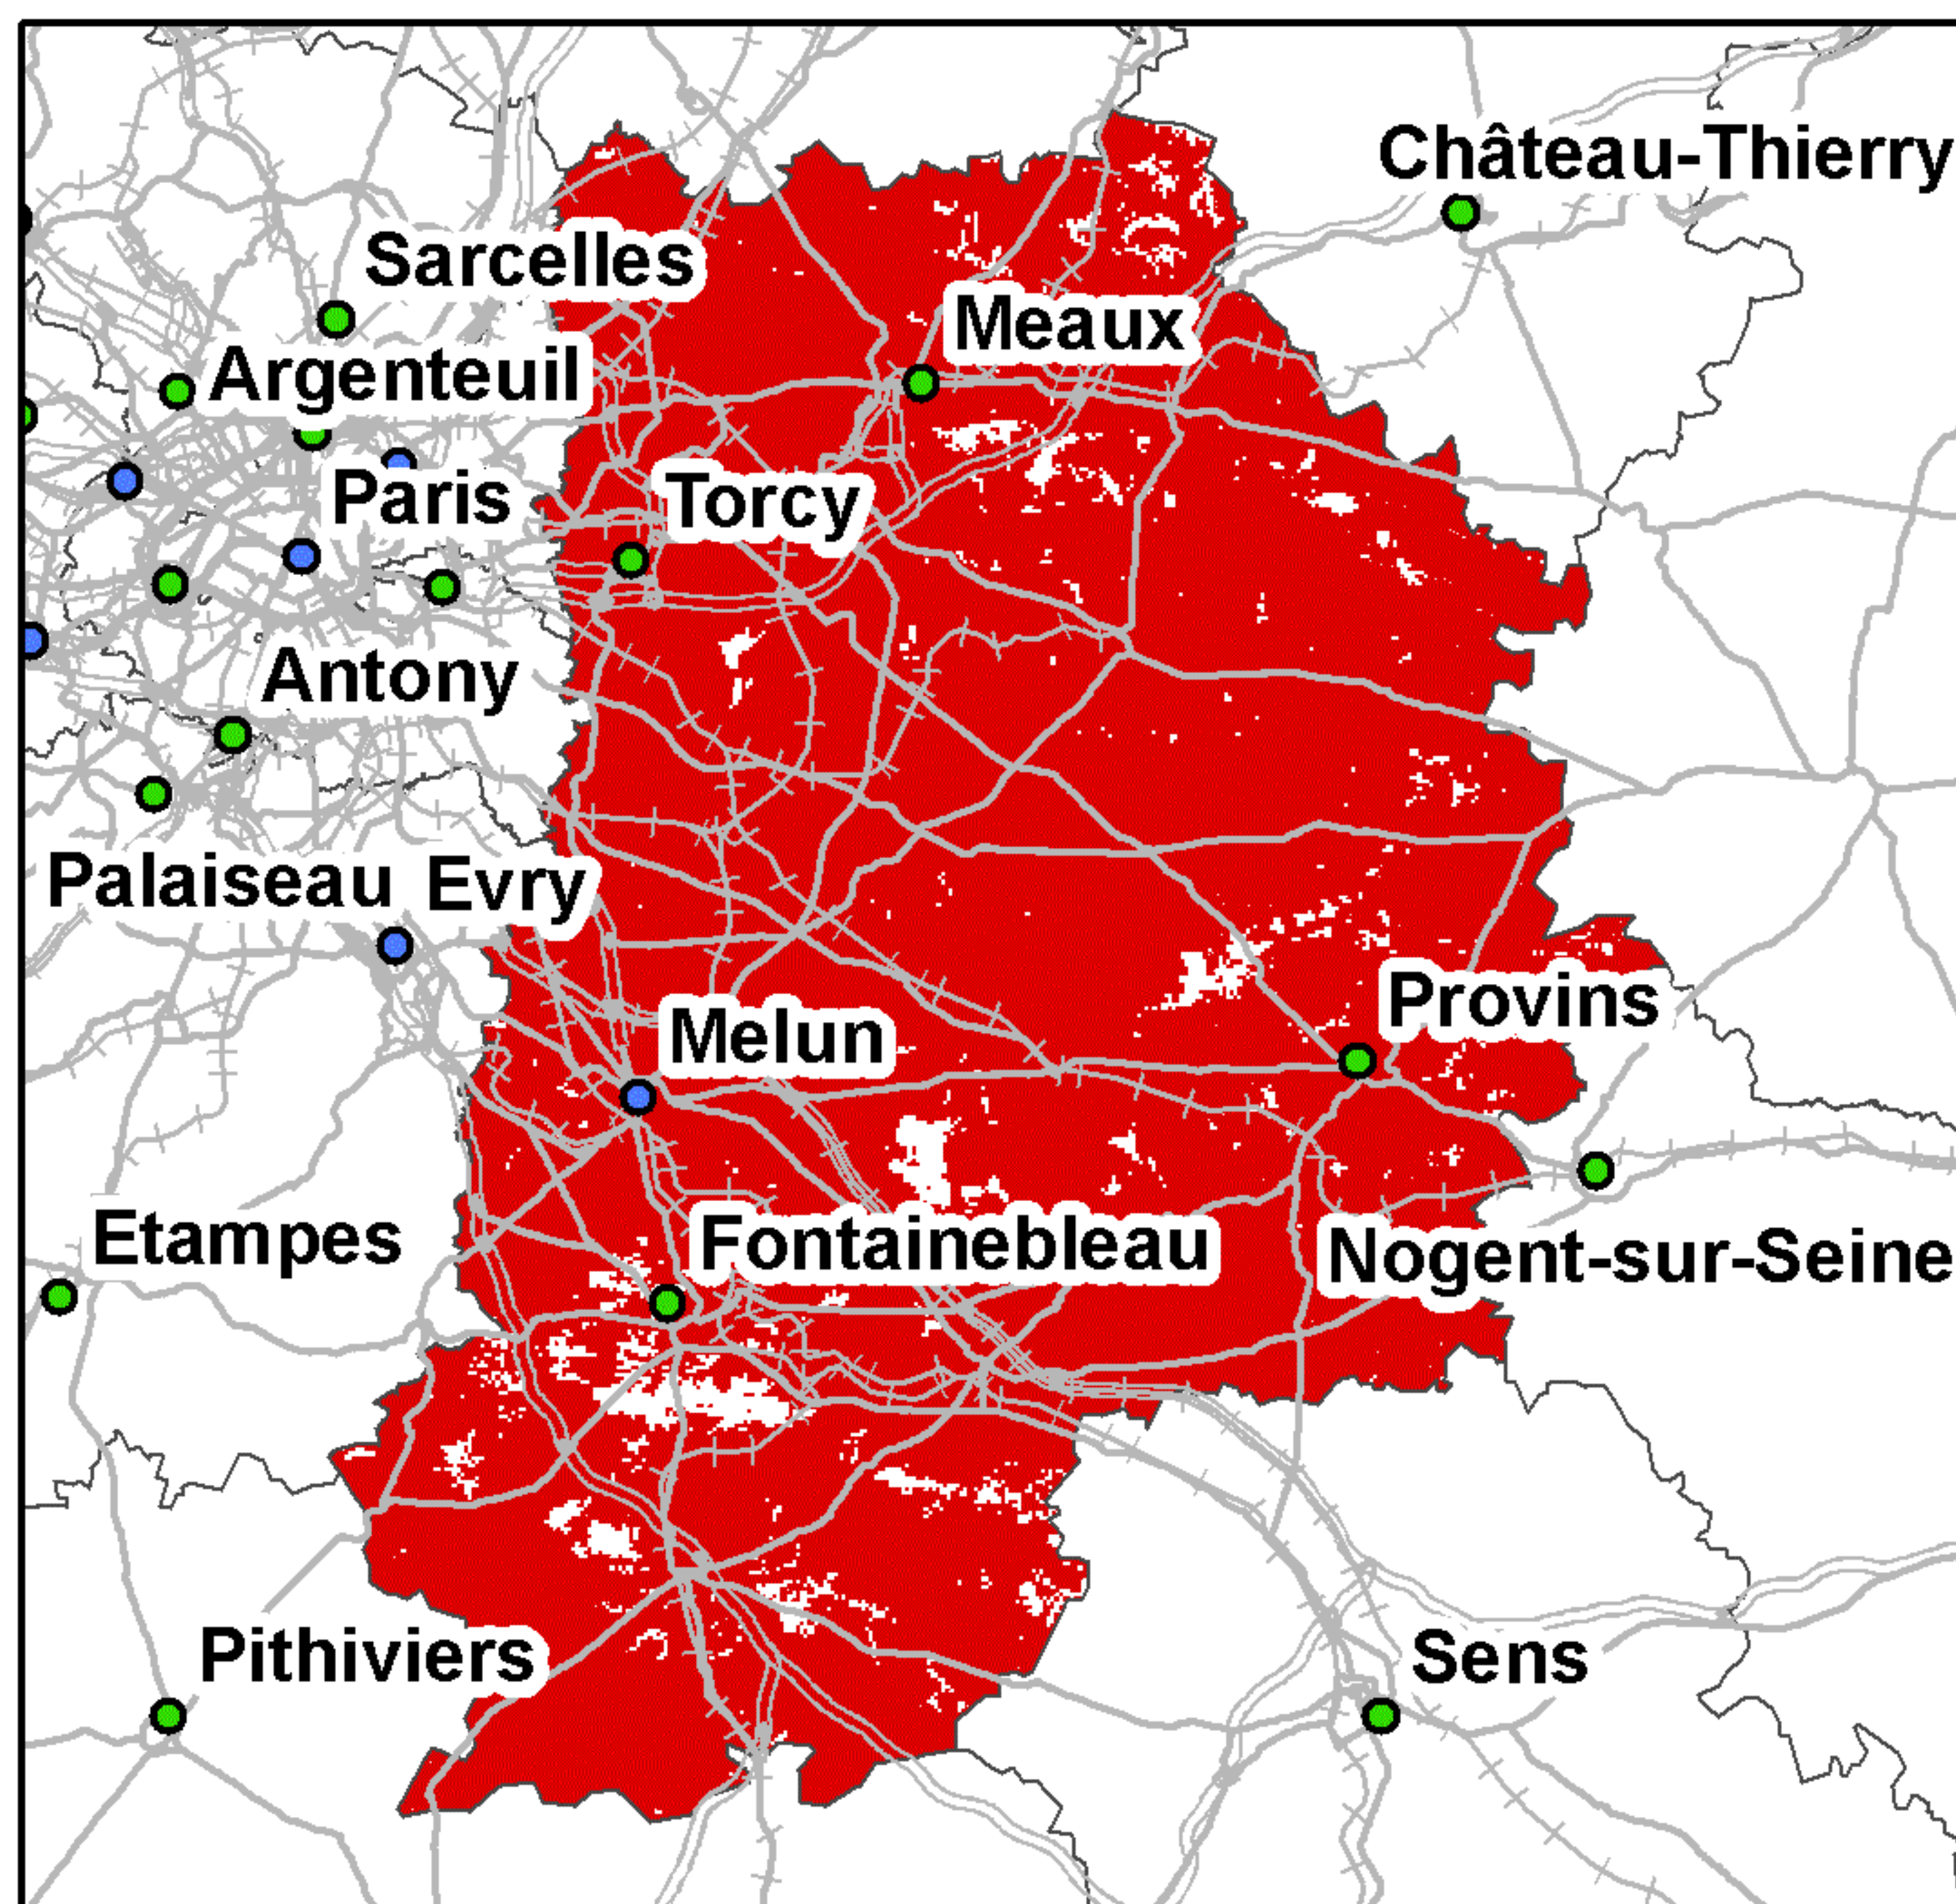 Château-Thierry
Sarcelles
Meaux
Argenteuil
Paris
Torcy
Antony
Palaiseau
Evry
Provins
Melun
Etampes
Fontainebleau
Nogent-sur-Seine
Pithiviers
Sens